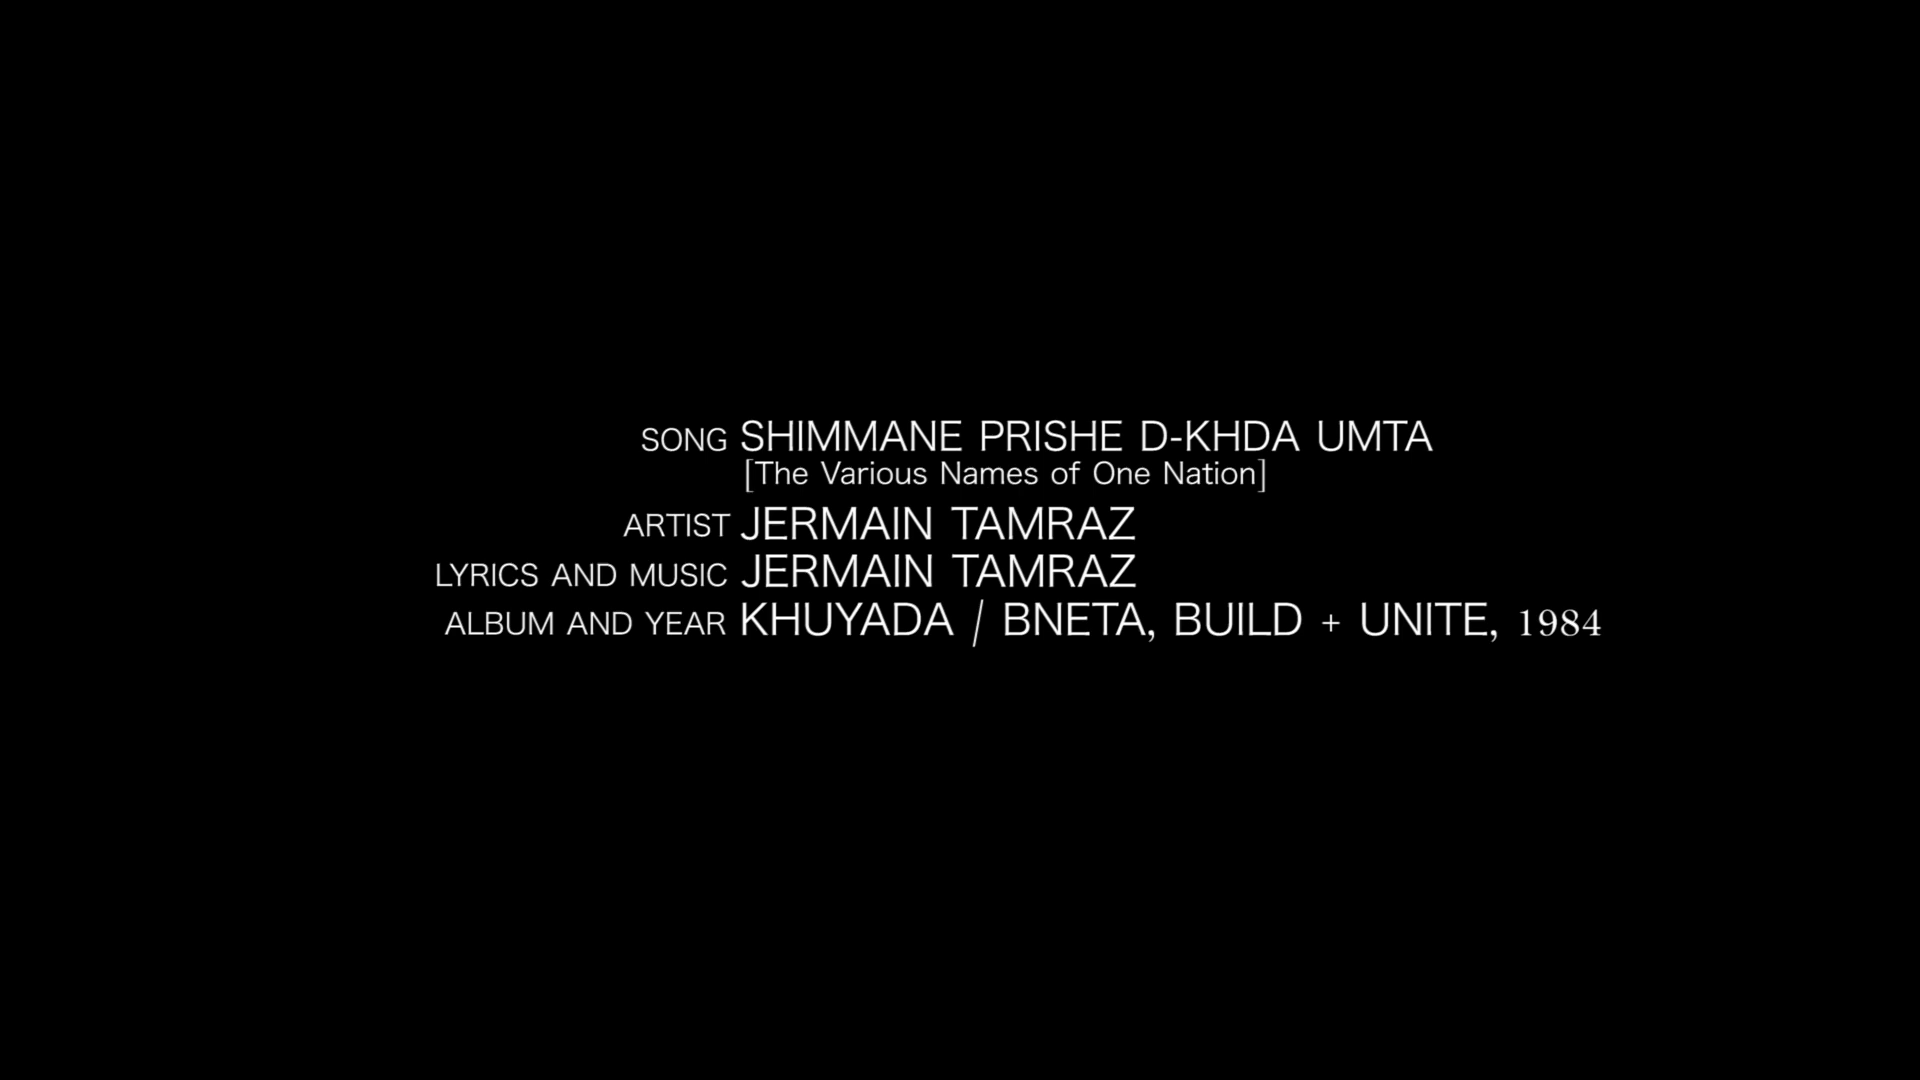 SONG SHIMMANE PRISHE D-KHDA UMTA
[The Various Names of One Nation]
ARTIST JERMAIN TAMRAZ
LYRICS AND MUSIC JERMAIN TAMRAZ
ALBUM AND YEAR KHUYADA / BNETA, BUILD + UNITE, 1984